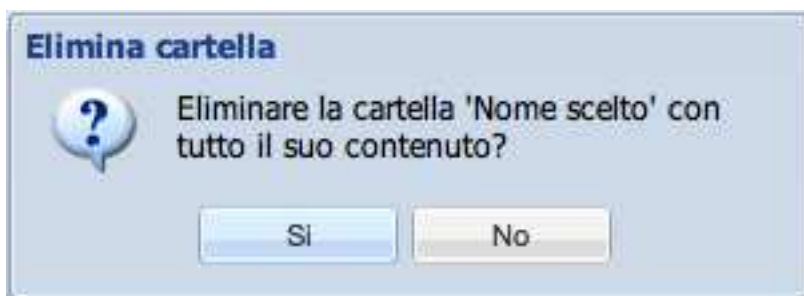 Elimina cartella
Eliminare la cartella 'Nome scelto' con
tutto il suo contenuto?
Si
No